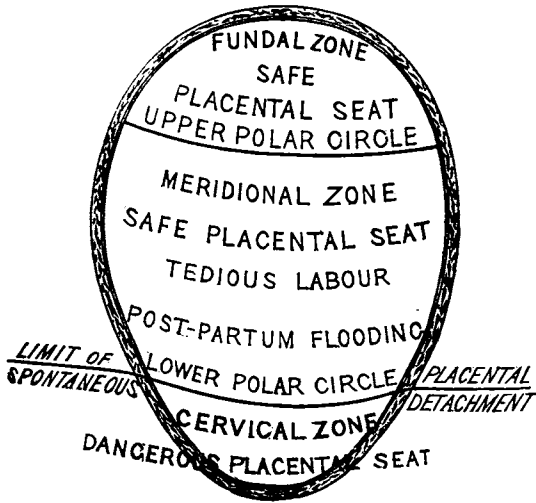 FUNDAL ZONE
SAFE
PLACENTAL SEAT
UPPER POLAR CIRCLE
MERIDIONAL ZONE
SAFE PLACENTAL SEAT
TEDIOUS LABOUR
POST-PARTUM FLOODING
LIMIT OF
SPONTANEOUS
LOWER POLAR CIRCLE
PLACENTAL
DETACHMENT
CERVICAL ZONE
DANGEROUS PLACENTAL SEAT